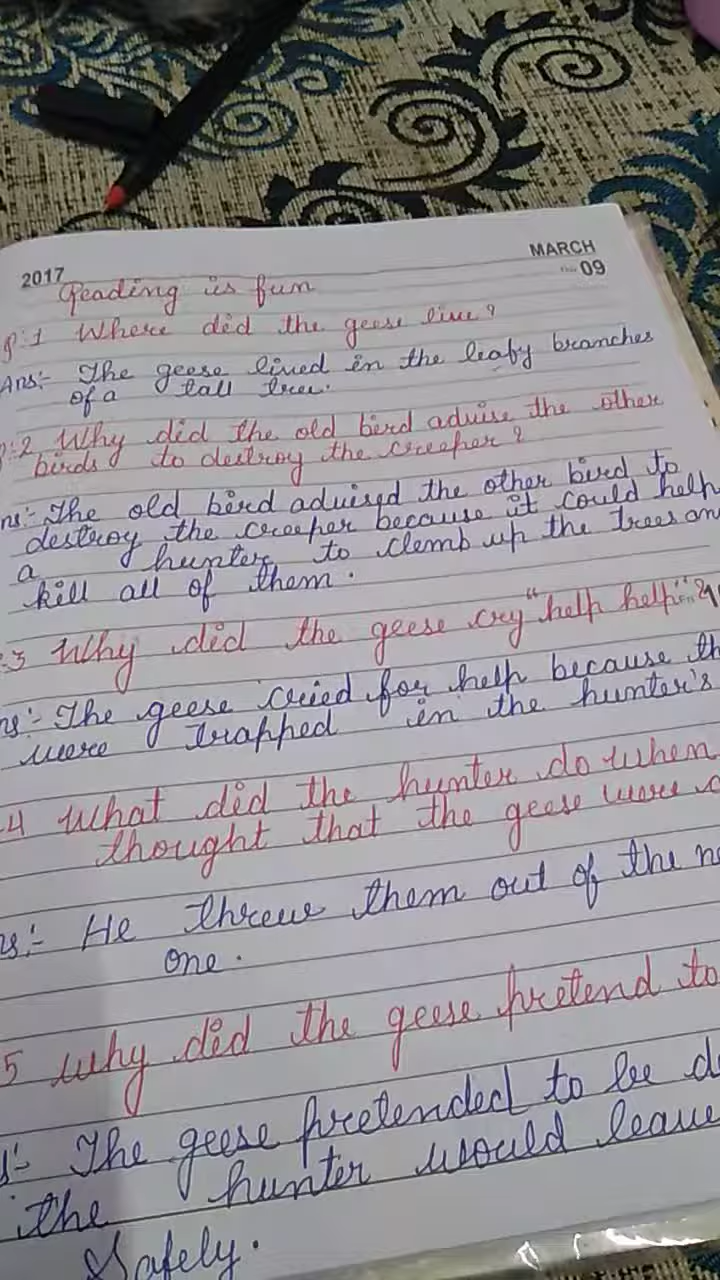 2017
MARCH
09
Reading is fun
Q:1 Where did the geese live?
Ans:- The geese lived in the leafy branches
of a tall tree.
:2, Why did the old bird advise the other
birds to destroy the creeper?
ns:- The old bird advised the other bird to
destroy the creeper because it could help
a hunter to clemb up the trees an
kill all of them.
:3 Why did the geese cry "help help"?
ns:- The geese cried for help because th
were trapped in the hunter's
4 What did the hunter do when
thought that the geese were
s:- He threw them out of the ne
one.
5 Why did the geese pretend to
s:- The geese pretended to be d
the hunter would leave
safely.